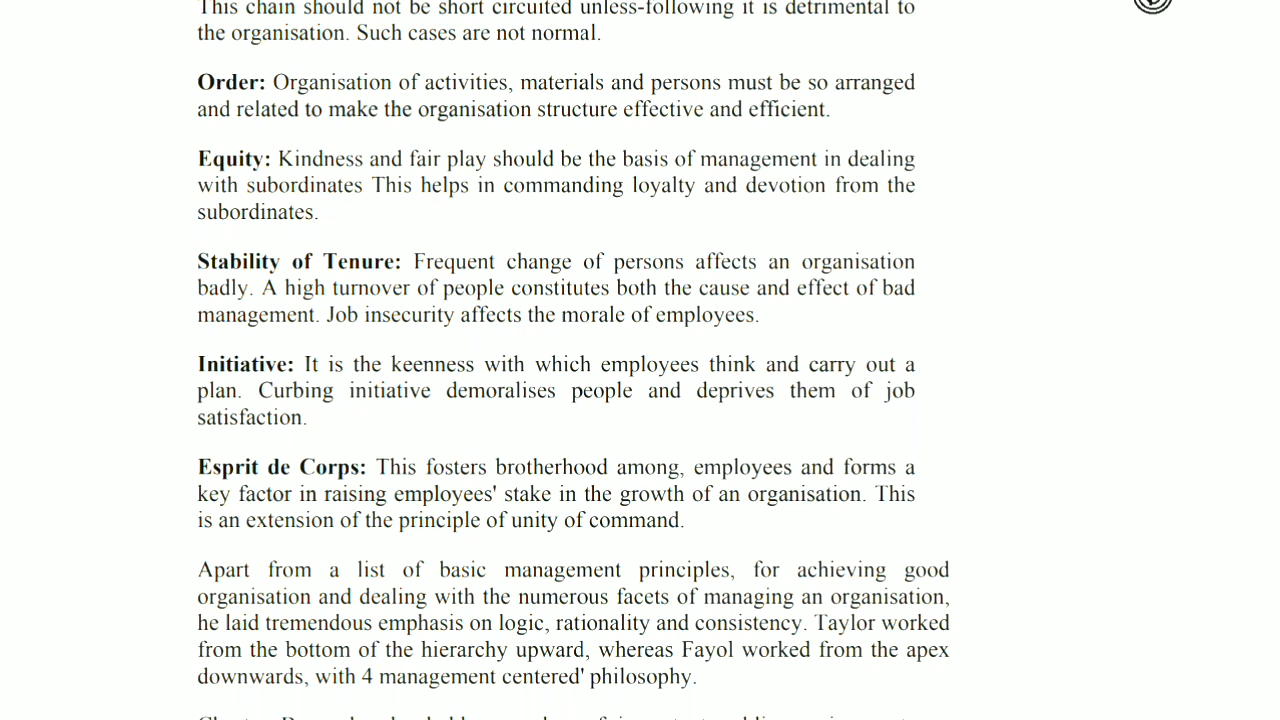 This chain should not be short circuited unless-following it is detrimental to
the organisation. Such cases are not normal.
Order: Organisation of activities, materials and persons must be so arranged
and related to make the organisation structure effective and efficient.
Equity: Kindness and fair play should be the basis of management in dealing
with subordinates This helps in commanding loyalty and devotion from the
subordinates.
Stability of Tenure: Frequent change of persons affects an organisation
badly. A high turnover of people constitutes both the cause and effect of bad
management. Job insecurity affects the morale of employees.
Initiative: It is the keenness with which employees think and carry out a
plan. Curbing initiative demoralises people and deprives them of job
satisfaction.
Esprit de Corps: This fosters brotherhood among, employees and forms a
key factor in raising employees' stake in the growth of an organisation. This
is an extension of the principle of unity of command.
Apart from a list of basic management principles, for achieving good
organisation and dealing with the numerous facets of managing an organisation,
he laid tremendous emphasis on logic, rationality and consistency. Taylor worked
from the bottom of the hierarchy upward, whereas Fayol worked from the apex
downwards, with 4 management centered' philosophy.